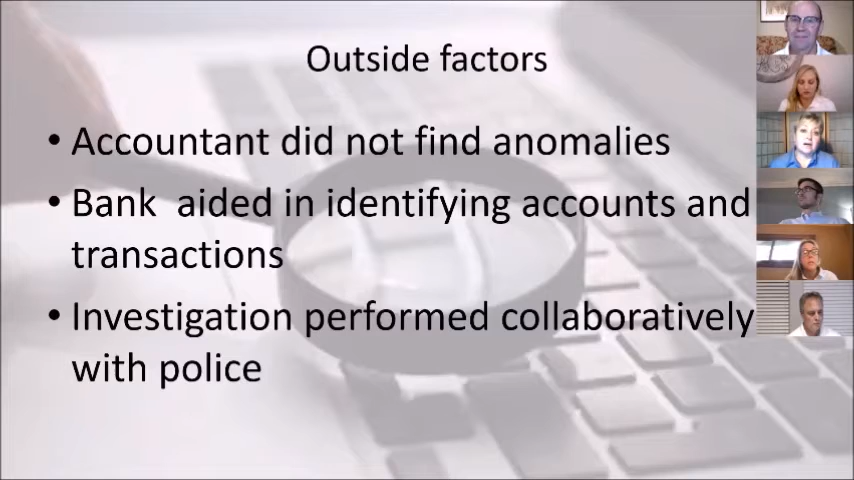 Outside factors
• Accountant did not find anomalies
• Bank  aided in identifying accounts and
transactions
• Investigation performed collaboratively
with police